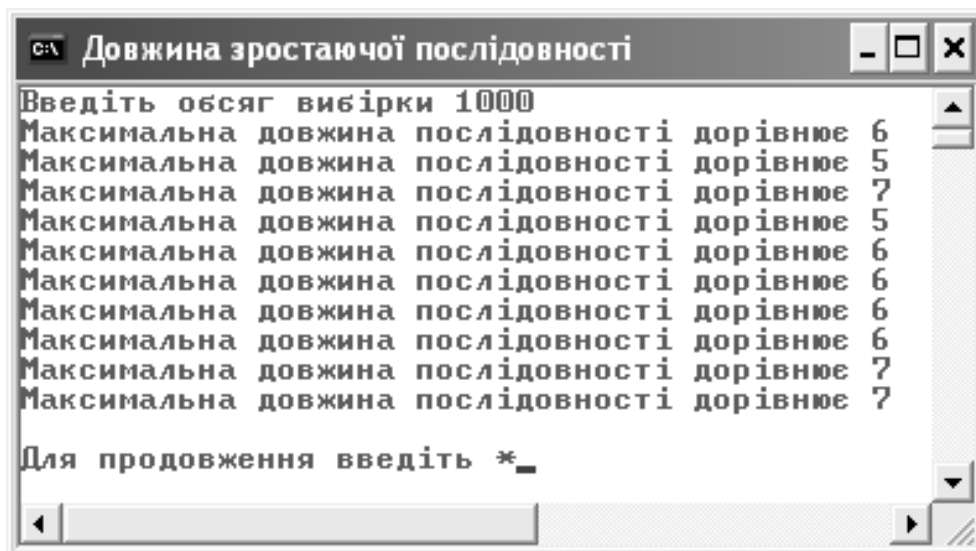 Довжина зростаючої послідовності
Введіть обсяг вибірки 1000
Максимальна довжина послідовності дорівнює 6
Максимальна довжина послідовності дорівнює 5
Максимальна довжина послідовності дорівнює 7
Максимальна довжина послідовності дорівнює 5
Максимальна довжина послідовності дорівнює 6
Максимальна довжина послідовності дорівнює 6
Максимальна довжина послідовності дорівнює 6
Максимальна довжина послідовності дорівнює 6
Максимальна довжина послідовності дорівнює 7
Максимальна довжина послідовності дорівнює 7
Для продовження введіть *_